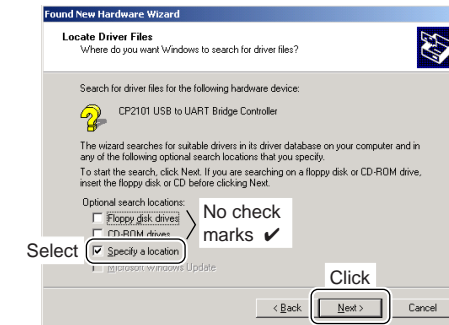 Found New Hardware Wizard
Locate Driver Files
Where do you want Windows to search for driver files?
Search for driver files for the following hardware device:
CP2101 USB to UART Bridge Controller
The wizard searches for suitable drivers in its driver database on your computer and in
any of the following optional search locations that you specify.
To start the search, click Next. If you are searching on a floppy disk or CD-ROM drive,
insert the floppy disk or CD before clicking Next.
Optional search locations:
Floppy disk drives
CD-ROM drives
No check
marks ✔
Select
Specify a location
Microsoft Windows Update
Click
< Back
Next >
Cancel